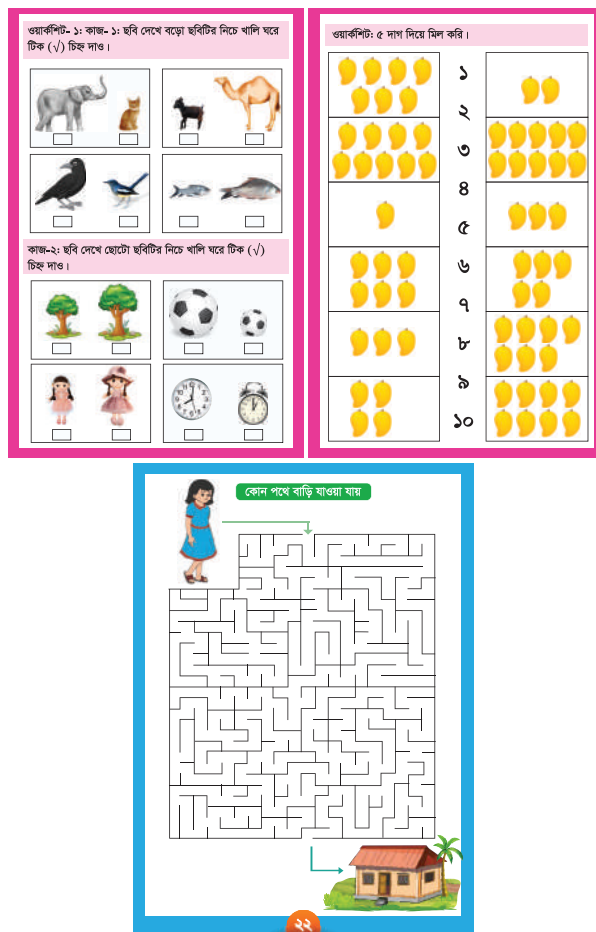 ওয়ার্কশিট- ১: কাজ- ১: ছবি দেখে বড়ো ছবিটির নিচে খালি ঘরে
টিক (√) চিহ্ন দাও।
কাজ-২: ছবি দেখে ছোটো ছবিটির নিচে খালি ঘরে টিক (√)
চিহ্ন দাও।
ওয়ার্কশিট: ৫ দাগ দিয়ে মিল করি।
১
২
৩
৪
৫
৬
৭
৮
৯
১০
কোন পথে বাড়ি যাওয়া যায়
২২